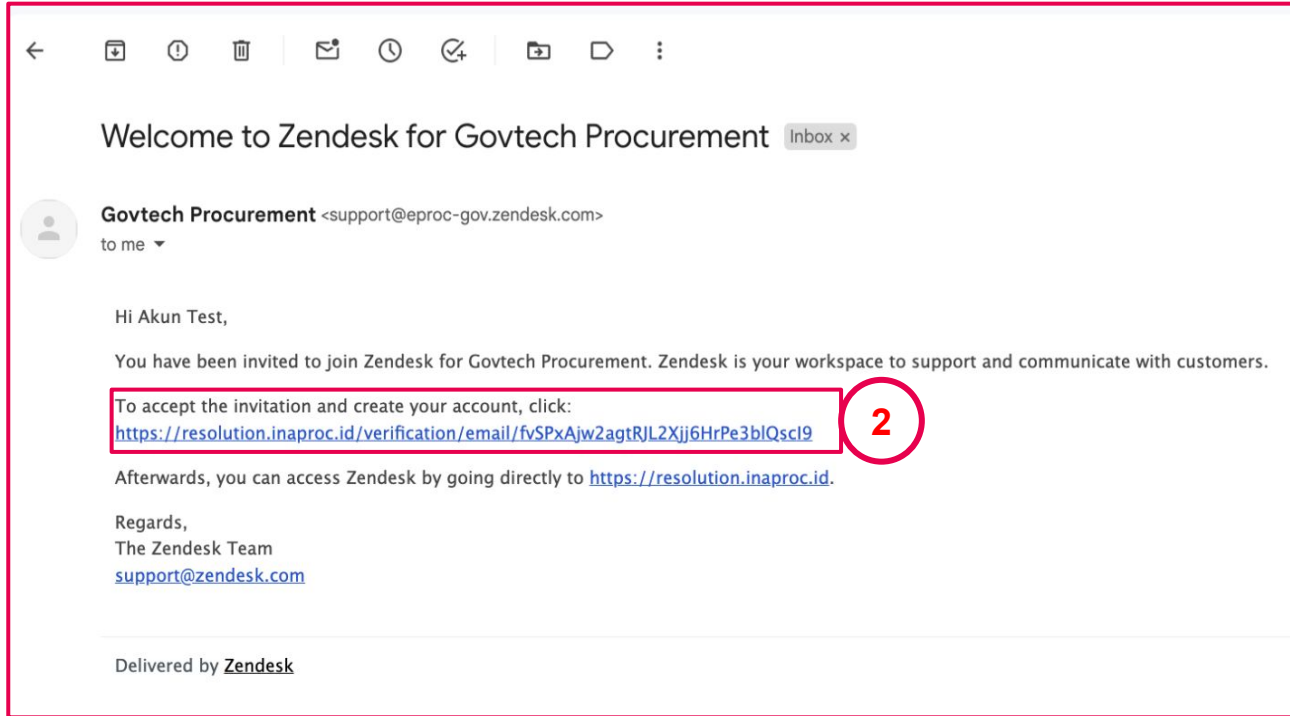 Welcome to Zendesk for Govtech Procurement Inbox ×
Govtech Procurement <support@eproc-gov.zendesk.com>
to me
Hi Akun Test,
You have been invited to join Zendesk for Govtech Procurement. Zendesk is your workspace to support and communicate with customers.
To accept the invitation and create your account, click:
https://resolution.inaproc.id/verification/email/fvSPxAjw2agtRJL2Xjj6HrPe3blQscI9
2
Afterwards, you can access Zendesk by going directly to https://resolution.inaproc.id.
Regards,
The Zendesk Team
support@zendesk.com
Delivered by Zendesk